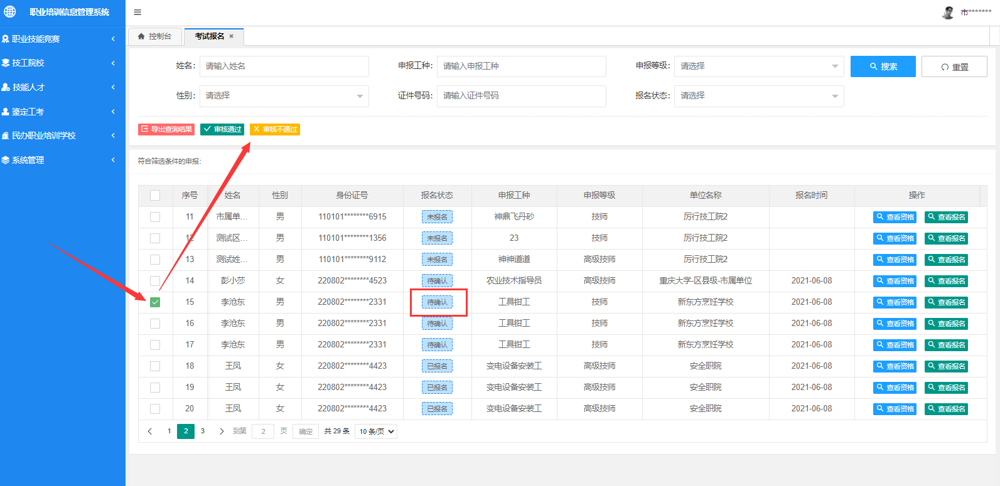 职业培训信息管理系统
市*******
职业技能竞赛
技工院校
技能人才
鉴定工考
民办职业培训学校
系统管理
控制台 考试报名
姓名: 请输入姓名 申报工种: 请输入申报工种 申报等级: 请选择 搜索 重置
性别: 请选择 证件号码: 请输入证件号码 报名状态: 请选择
导出查询结果 审核通过 审核不通过
符合筛选条件的申报:
序号 姓名 性别 身份证号 报名状态 申报工种 申报等级 单位名称 报名时间 操作
11 市属单... 男 110101********6915 未报名 神鼎飞丹砂 技师 厉行技工院2 查看资格 查看报名
12 测试区... 男 110101********1356 未报名 23 技师 厉行技工院2 查看资格 查看报名
13 测试姓... 男 110101********9112 未报名 神神道道 高级技师 厉行技工院2 查看资格 查看报名
14 彭小莎 女 220802********4523 待确认 农业技术指导员 高级技师 重庆大学-区县级-市属单位 2021-06-08 查看资格 查看报名
15 李沧东 男 220802********2331 待确认 工具钳工 技师 新东方烹饪学校 2021-06-08 查看资格 查看报名
16 李沧东 男 220802********2331 待确认 工具钳工 技师 新东方烹饪学校 2021-06-08 查看资格 查看报名
17 李沧东 男 220802********2331 待确认 工具钳工 技师 新东方烹饪学校 2021-06-08 查看资格 查看报名
18 王凤 女 220802********4423 已报名 变电设备安装工 高级技师 安全职院 2021-06-08 查看资格 查看报名
19 王凤 女 220802********4423 已报名 变电设备安装工 高级技师 安全职院 2021-06-08 查看资格 查看报名
20 王凤 女 220802********4423 已报名 变电设备安装工 高级技师 安全职院 2021-06-08 查看资格 查看报名
1 2 3 到第 2 页 确定 共 29 条 10 条/页